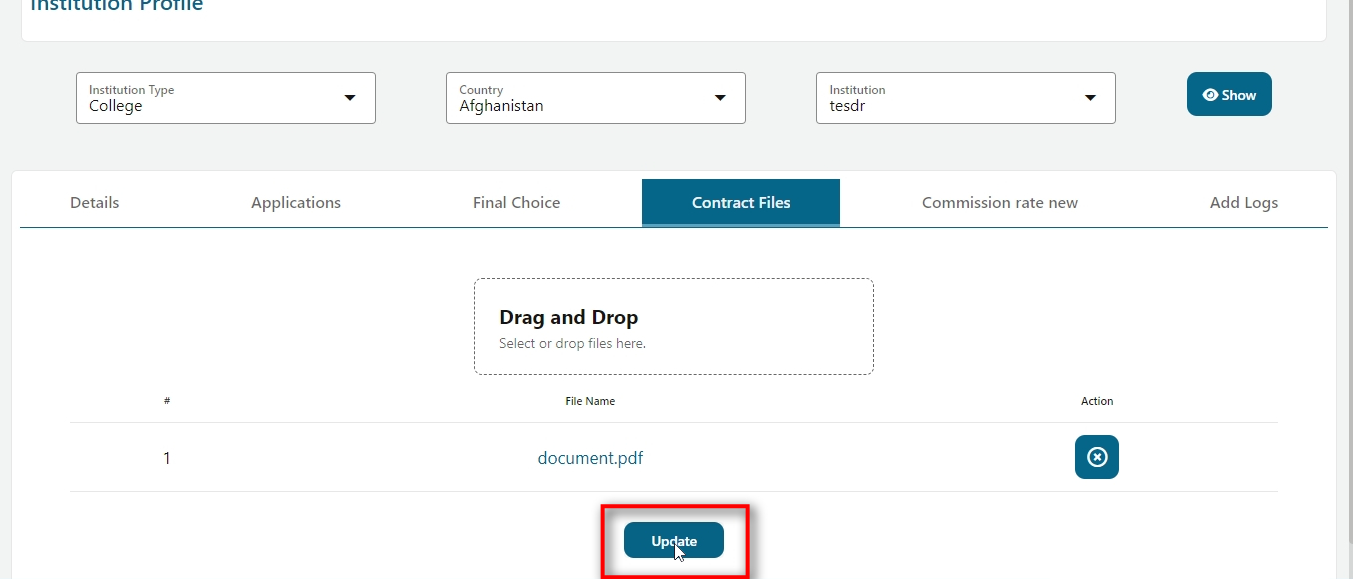 Institution Profile
Institution Type
College
Country
Afghanistan
Institution
tesdr
Show
Details
Applications
Final Choice
Contract Files
Commission rate new
Add Logs
Drag and Drop
Select or drop files here.
# File Name Action
1 document.pdf
Update